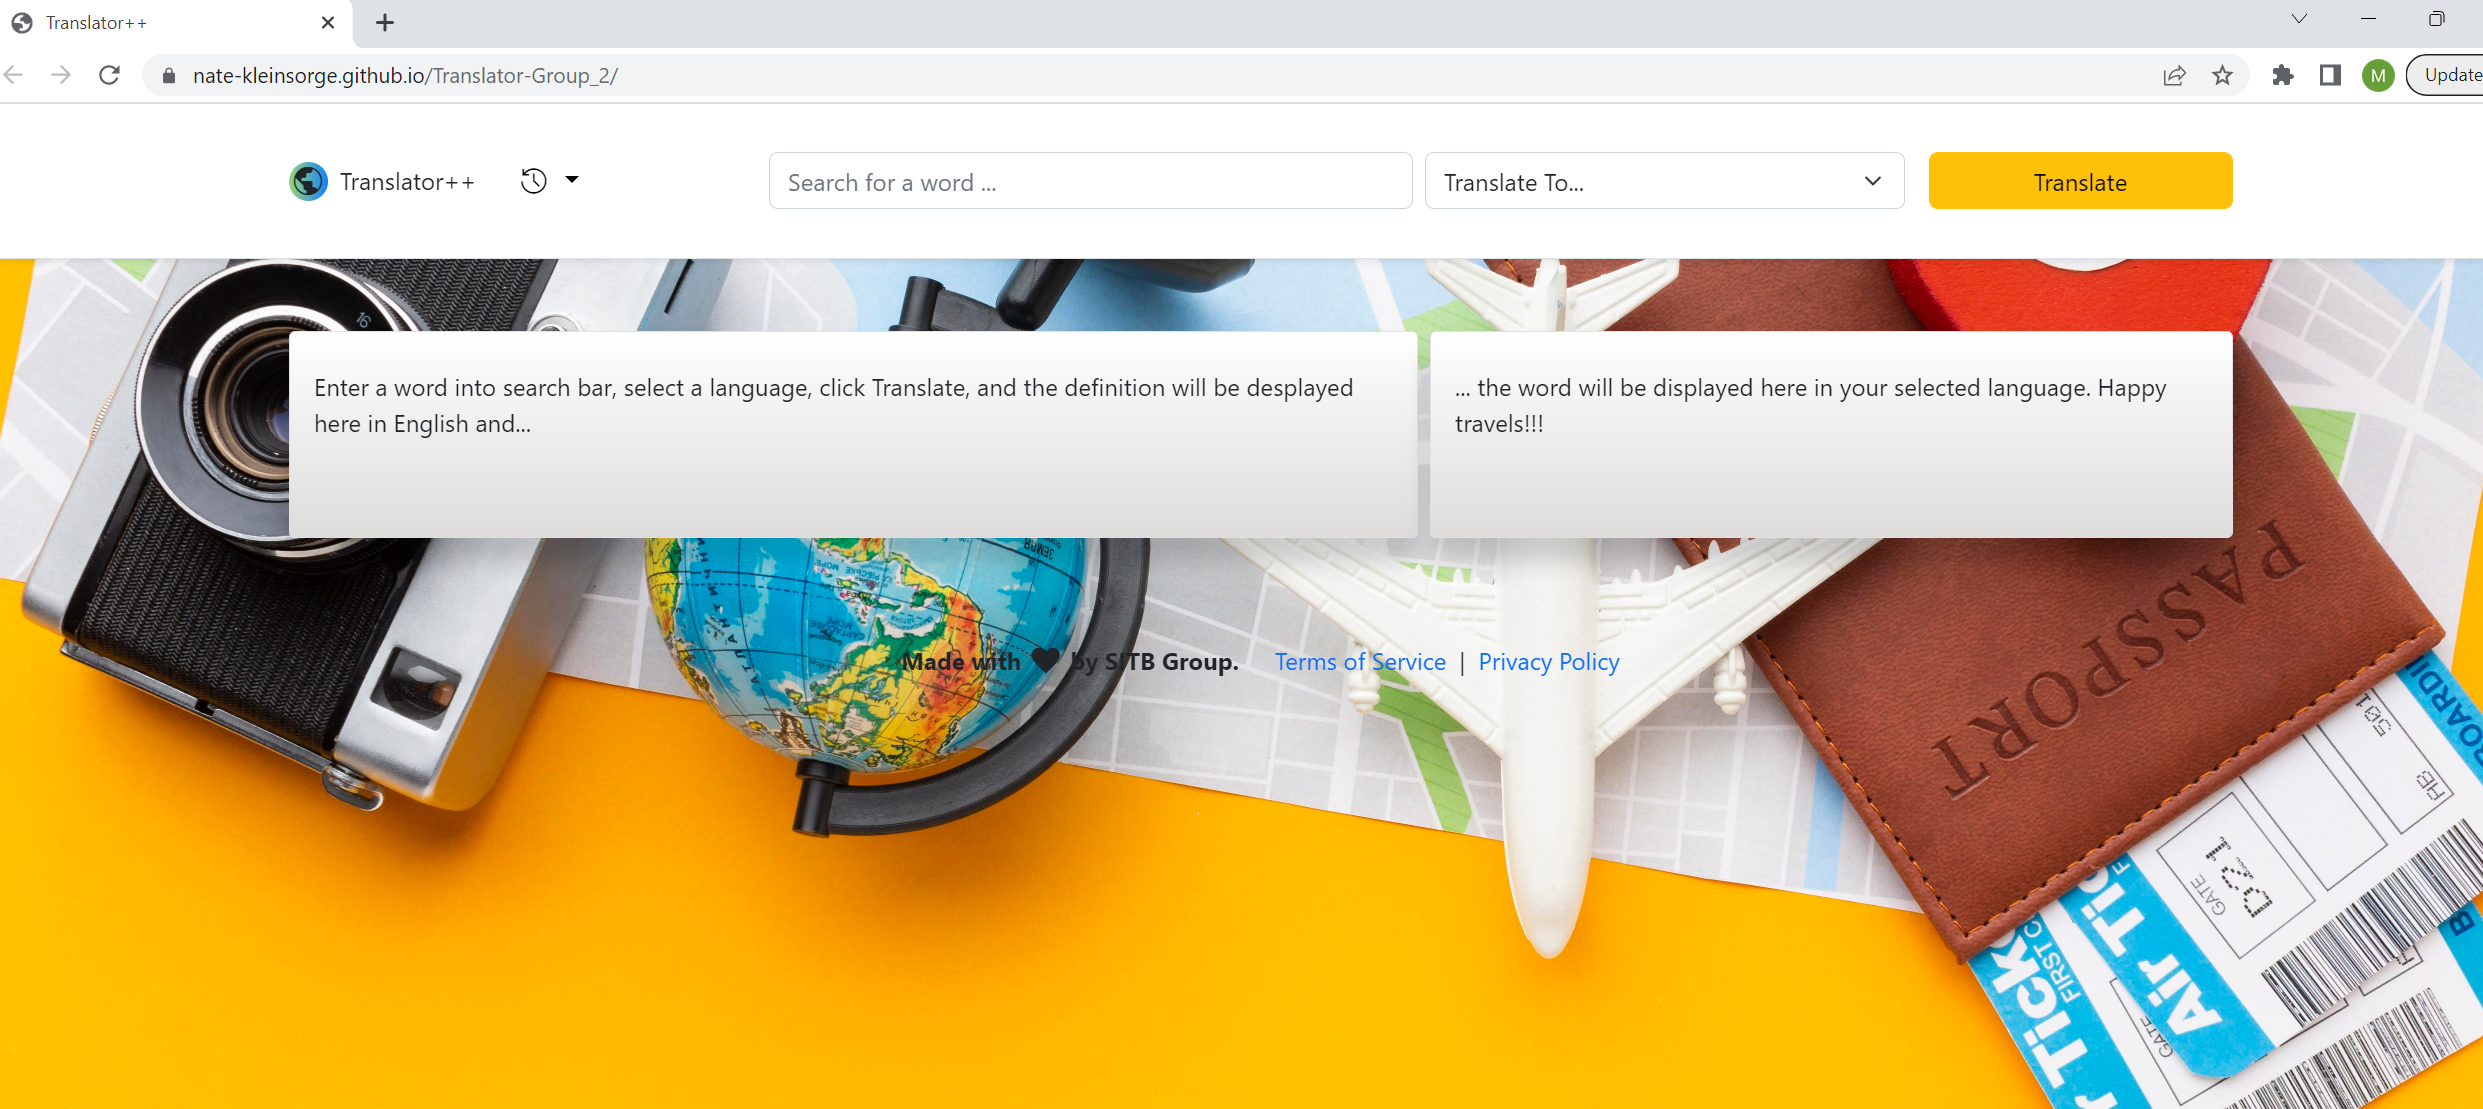 Translator++
nate-kleinsorge.github.io/Translator-Group_2/
M
Update
Translator++
Search for a word ...
Translate To...
Translate
16
Enter a word into search bar, select a language, click Translate, and the definition will be desplayed
here in English and...
... the word will be displayed here in your selected language. Happy
travels!!!
Made with by SITB Group.
Terms of Service | Privacy Policy
PASSPORT
GATE
Air Tic
FIRST
GATE